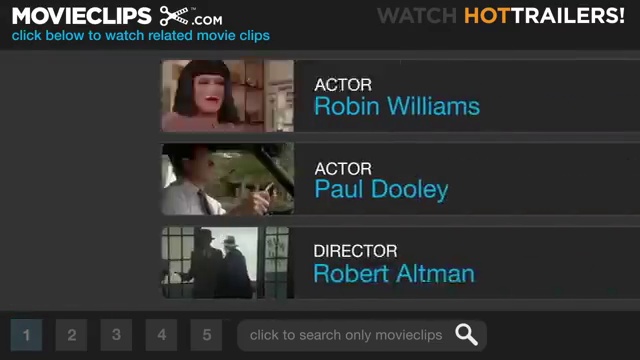 MOVIECLIPS .COM
WATCH HOTTRAILERS!
click below to watch related movie clips
ACTOR
Robin Williams
ACTOR
Paul Dooley
DIRECTOR
Robert Altman
1 2 3 4 5 click to search only movieclips